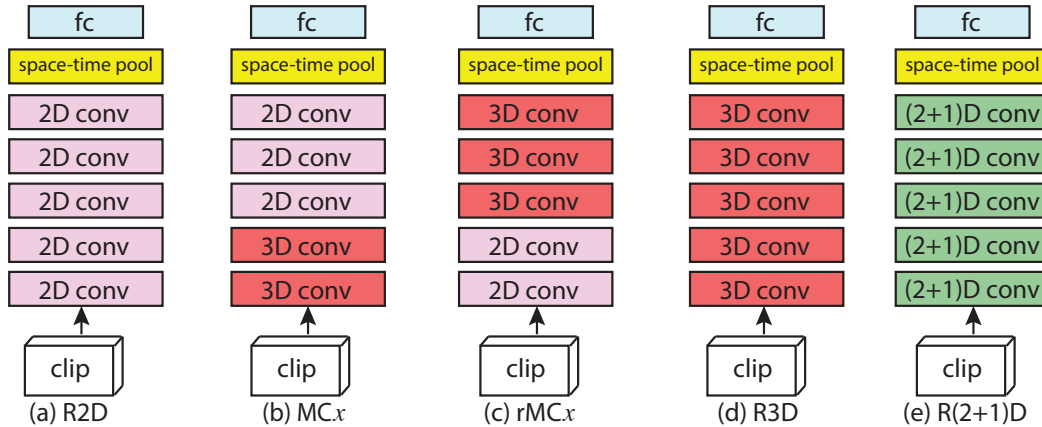 fc fc fc fc fc
space-time pool space-time pool space-time pool space-time pool space-time pool
2D conv 2D conv 3D conv 3D conv (2+1)D conv
2D conv 2D conv 3D conv 3D conv (2+1)D conv
2D conv 2D conv 3D conv 3D conv (2+1)D conv
2D conv 3D conv 2D conv 3D conv (2+1)D conv
2D conv 3D conv 2D conv 3D conv (2+1)D conv
clip clip clip clip clip
(a) R2D (b) MCx (c) rMCx (d) R3D (e) R(2+1)D